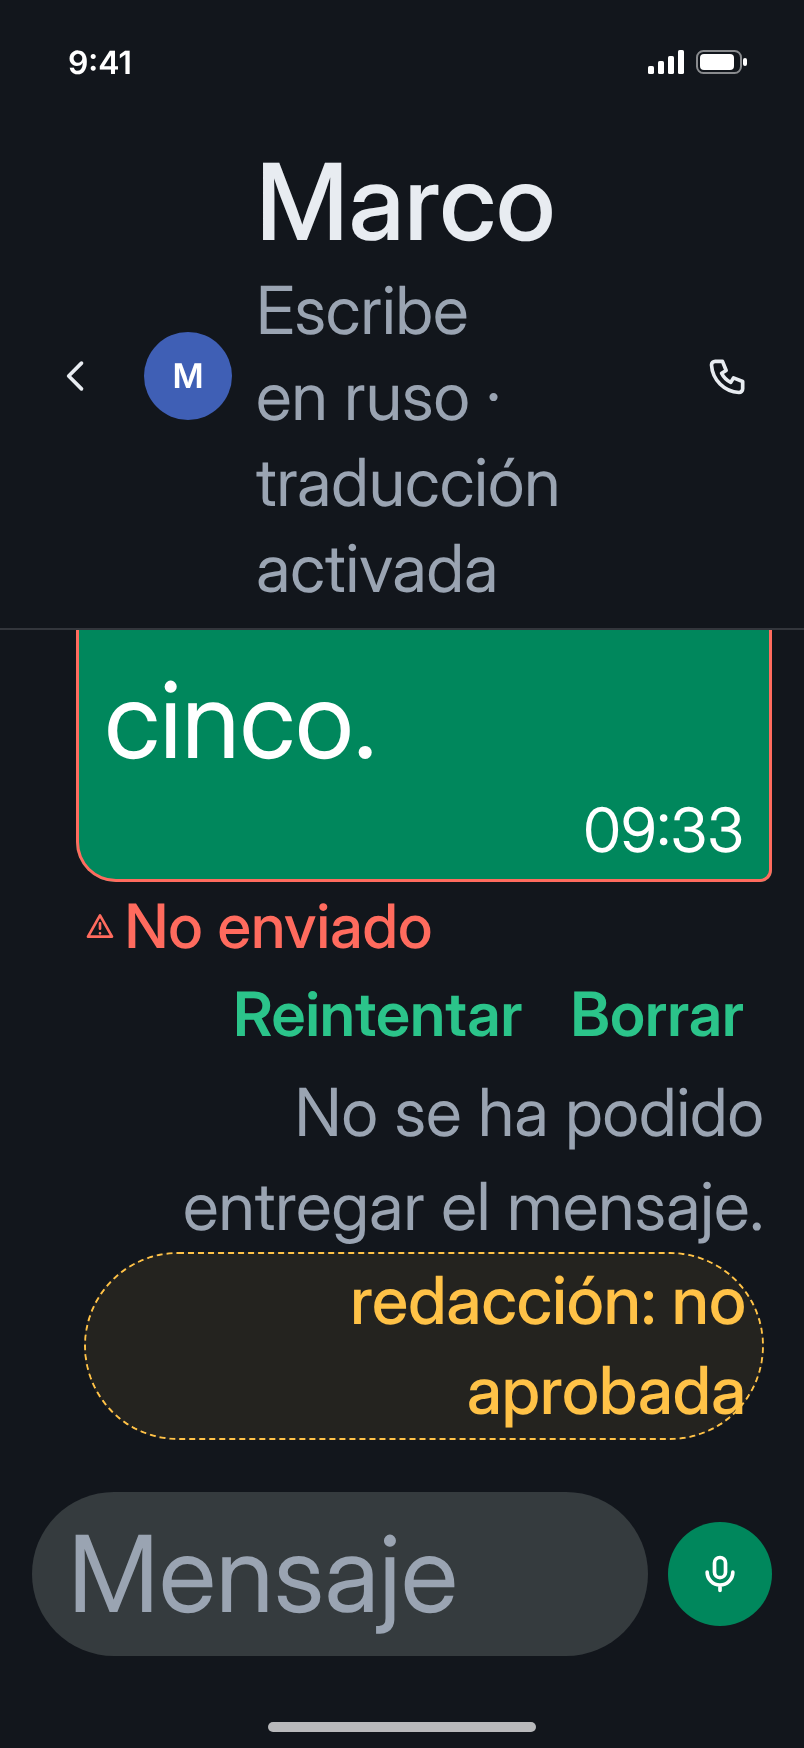 9:41
Marco
Escribe
en ruso ·
traducción
activada
M
cinco.
09:33
No enviado
Reintentar Borrar
No se ha podido
entregar el mensaje.
redacción: no
aprobada
Mensaje